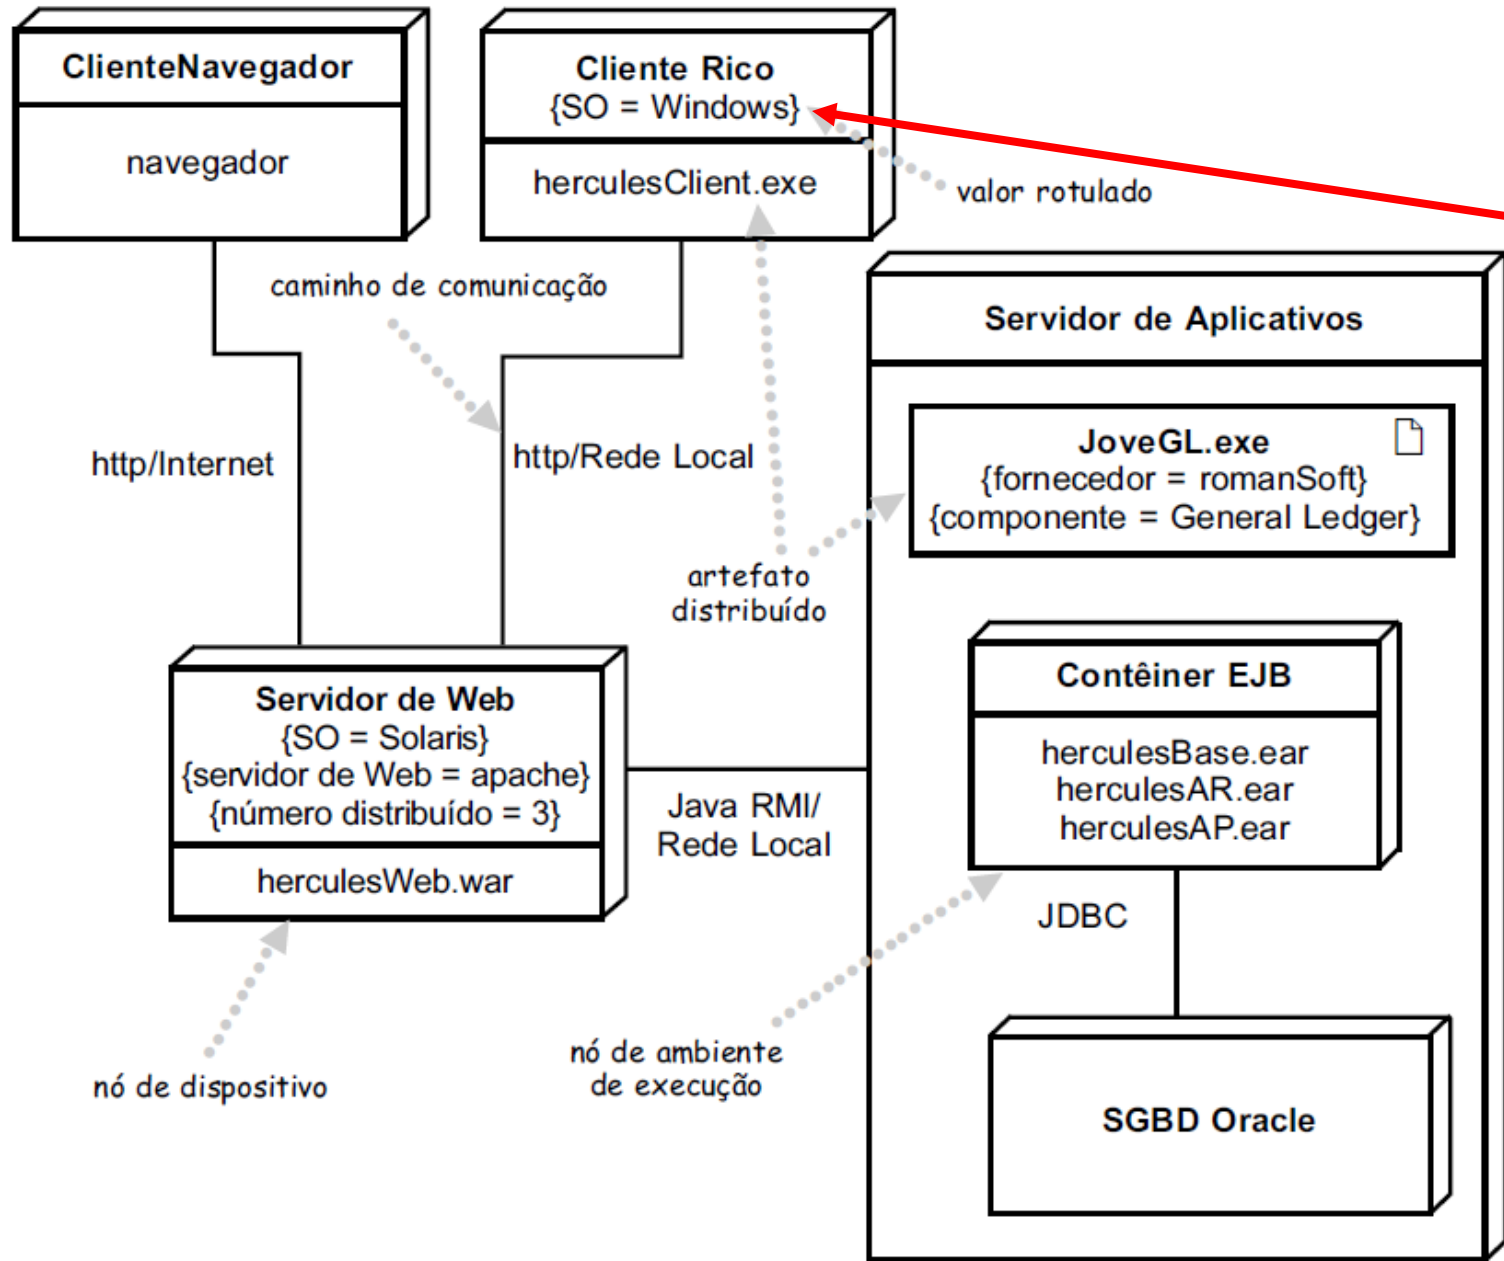 ClienteNavegador
navegador
Cliente Rico
{SO = Windows}
herculesClient.exe
valor rotulado
caminho de comunicação
http/Internet
http/Rede Local
artefato
distribuído
Servidor de Aplicativos
JoveGL.exe
{fornecedor = romanSoft}
{componente = General Ledger}
Contêiner EJB
herculesBase.ear
herculesAR.ear
herculesAP.ear
JDBC
SGBD Oracle
Servidor de Web
{SO = Solaris}
{servidor de Web = apache}
{número distribuído = 3}
herculesWeb.war
Java RMI/
Rede Local
nó de dispositivo
nó de ambiente
de execução